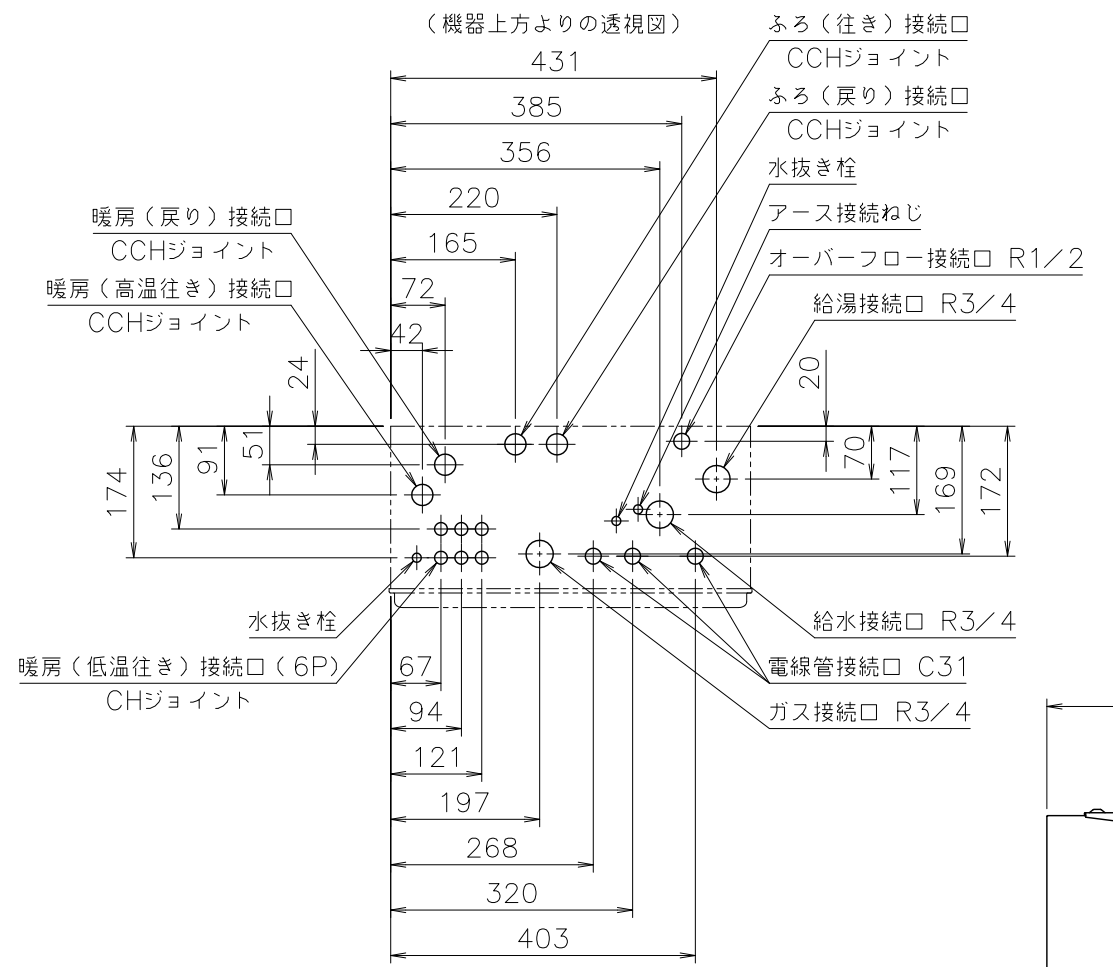 （機器上方よりの透視図）
ふろ（往き）接続口
CCHジョイント
431
ふろ（戻り）接続口
CCHジョイント
385
356
水抜き栓
220
アース接続ねじ
暖房（戻り）接続口
CCHジョイント
165
オーバーフロー接続口 R1/2
暖房（高温往き）接続口
CCHジョイント
72
給湯接続口 R3/4
42
24
20
51
91
136
174
70
117
169
172
水抜き栓
給水接続口 R3/4
暖房（低温往き）接続口（6P）
CHジョイント
67
電線管接続口 C31
94
ガス接続口 R3/4
121
197
268
320
403